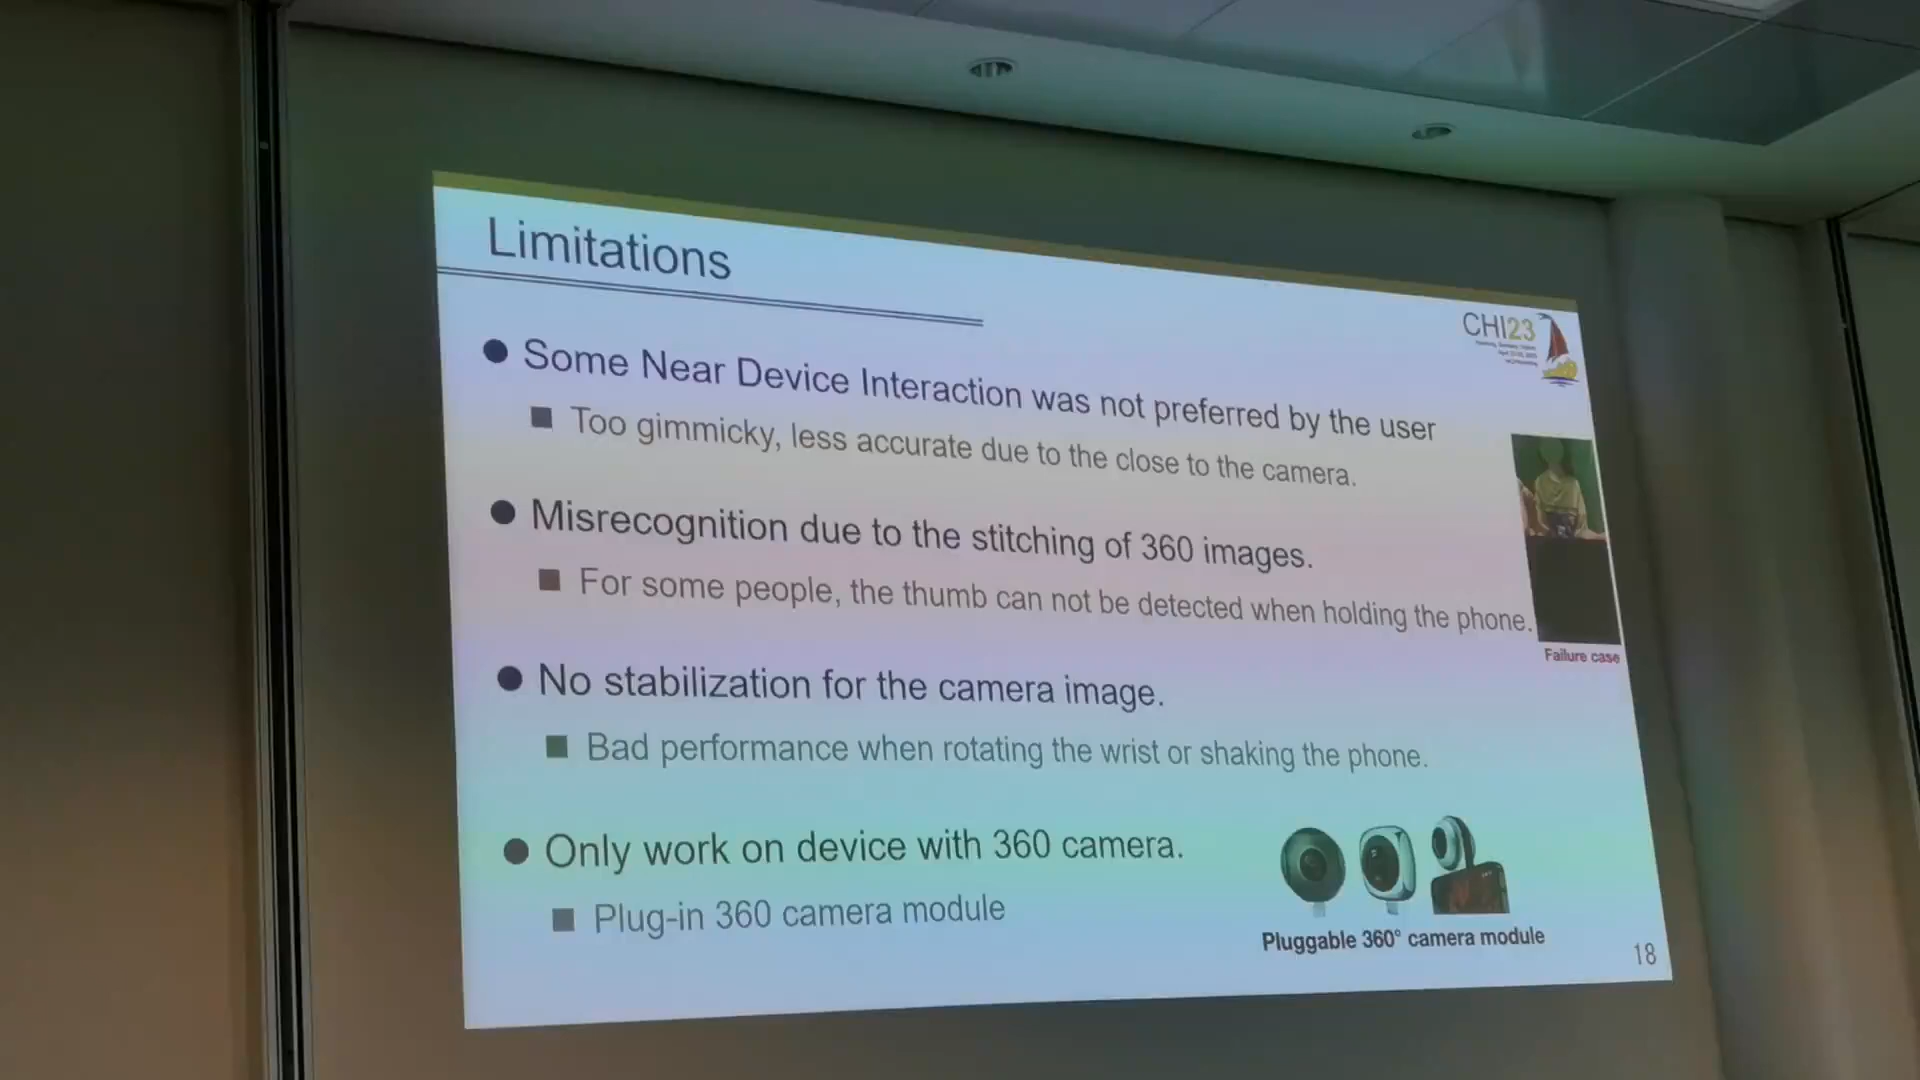 Limitations
CHI23
Some Near Device Interaction was not preferred by the user
Too gimmicky, less accurate due to the close to the camera.
Misrecognition due to the stitching of 360 images.
For some people, the thumb can not be detected when holding the phone.
Failure case
No stabilization for the camera image.
Bad performance when rotating the wrist or shaking the phone.
Only work on device with 360 camera.
Plug-in 360 camera module
Pluggable 360° camera module
18